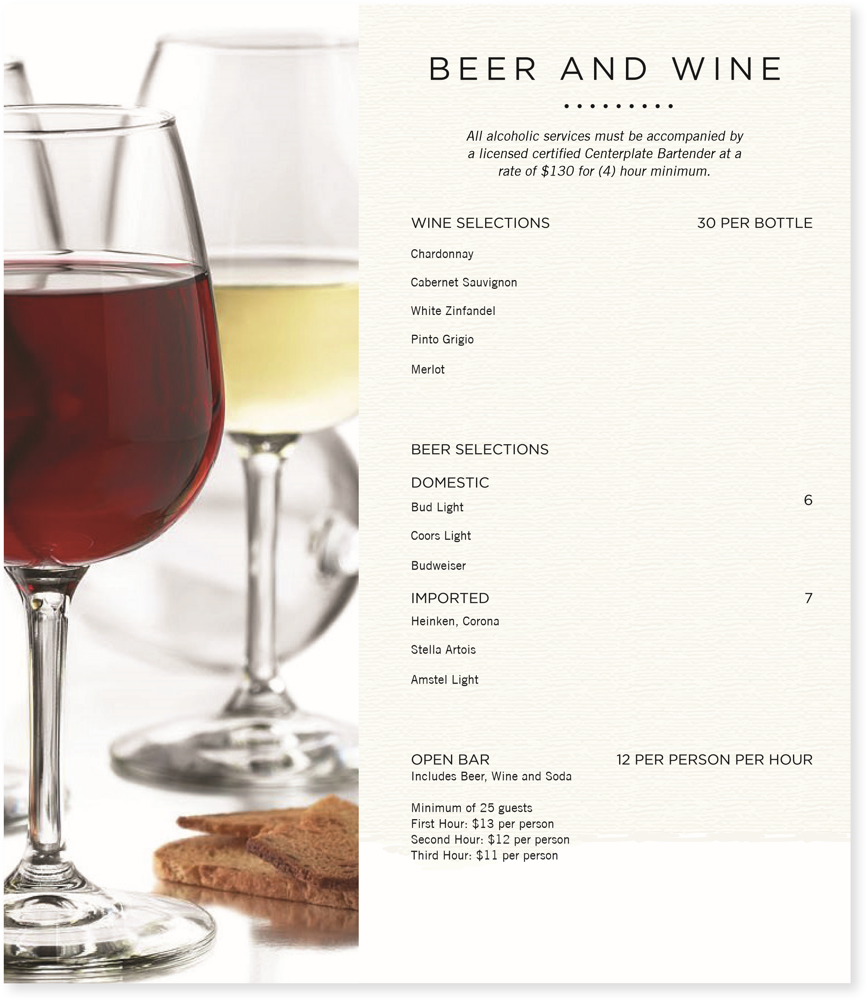 BEER AND WINE
All alcoholic services must be accompanied by
a licensed certified Centerplate Bartender at a
rate of $130 for (4) hour minimum.
WINE SELECTIONS 30 PER BOTTLE
Chardonnay
Cabernet Sauvignon
White Zinfandel
Pinto Grigio
Merlot
BEER SELECTIONS
DOMESTIC
6
Bud Light
Coors Light
Budweiser
IMPORTED 7
Heinken, Corona
Stella Artois
Amstel Light
OPEN BAR 12 PER PERSON PER HOUR
Includes Beer, Wine and Soda
Minimum of 25 guests
First Hour: $13 per person
Second Hour: $12 per person
Third Hour: $11 per person